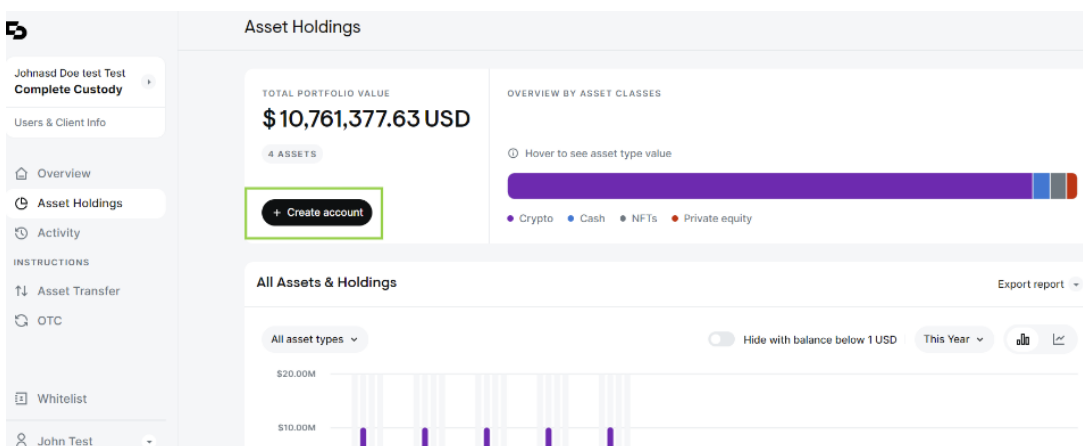 Asset Holdings
Johnasd Doe test Test
Complete Custody
Users & Client Info
Overview
Asset Holdings
Activity
INSTRUCTIONS
Asset Transfer
OTC
Whitelist
John Test
TOTAL PORTFOLIO VALUE
$10,761,377.63 USD
4 ASSETS
+ Create account
OVERVIEW BY ASSET CLASSES
Hover to see asset type value
Crypto Cash NFTs Private equity
All Assets & Holdings
Export report
All asset types
Hide with balance below 1 USD
This Year
$20.00M
$10.00M